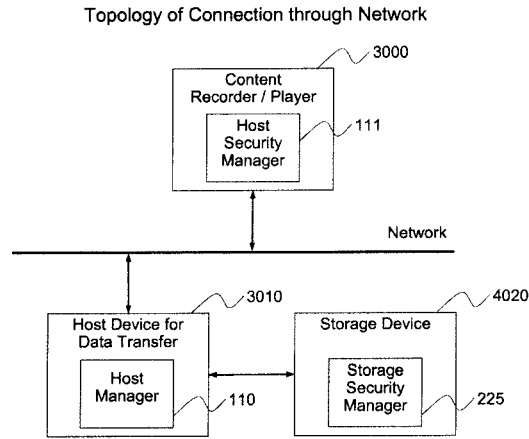 Topology of Connection through Network
3000
Content
Recorder / Player
Host
Security
Manager
111
Network
3010
Host Device for
Data Transfer
Host
Manager
110
4020
Storage Device
Storage
Security
Manager
225